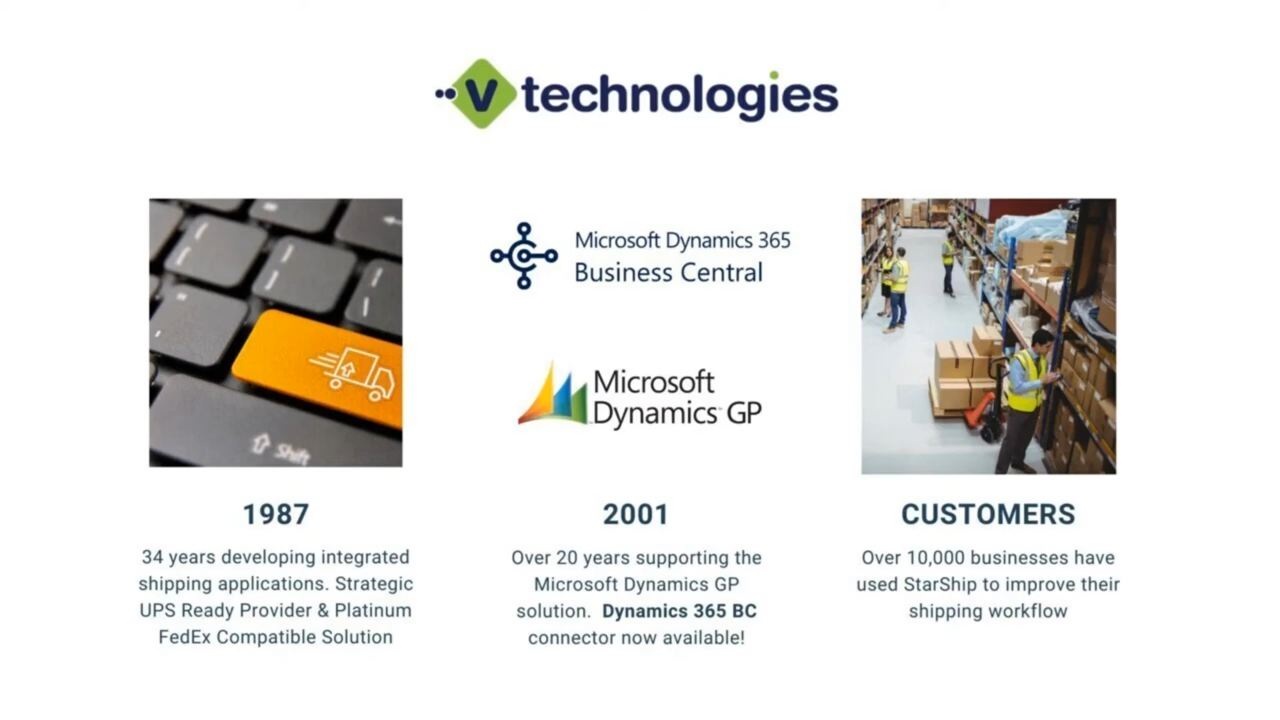 v technologies
Shift
Microsoft Dynamics 365
Business Central
Microsoft
Dynamics GP
1987
34 years developing integrated
shipping applications. Strategic
UPS Ready Provider & Platinum
FedEx Compatible Solution
2001
Over 20 years supporting the
Microsoft Dynamics GP
solution. Dynamics 365 BC
connector now available!
CUSTOMERS
Over 10,000 businesses have
used StarShip to improve their
shipping workflow